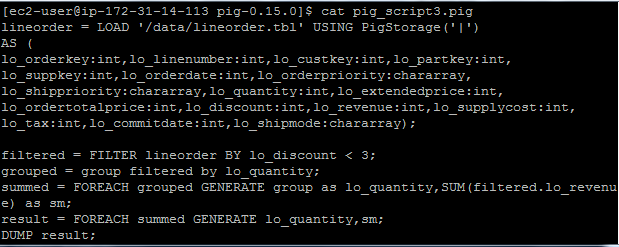 [ec2-user@ip-172-31-14-113 pig-0.15.0]$ cat pig_script3.pig
lineorder = LOAD '/data/lineorder.tbl' USING PigStorage('|')
AS (
lo_orderkey:int,lo_linenumber:int,lo_custkey:int,lo_partkey:int,
lo_suppkey:int,lo_orderdate:int,lo_orderpriority:chararray,
lo_shippriority:chararray,lo_quantity:int,lo_extendedprice:int,
lo_ordertotalprice:int,lo_discount:int,lo_revenue:int,lo_supplycost:int,
lo_tax:int,lo_commitdate:int,lo_shipmode:chararray);
filtered = FILTER lineorder BY lo_discount < 3;
grouped = group filtered by lo_quantity;
summed = FOREACH grouped GENERATE group as lo_quantity,SUM(filtered.lo_revenu
e) as sm;
result = FOREACH summed GENERATE lo_quantity,sm;
DUMP result;